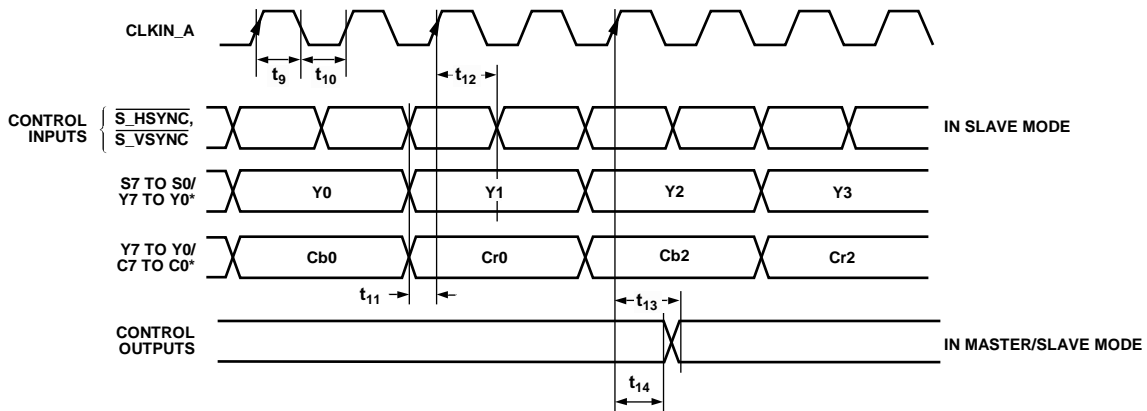 CLKIN_A
t9
t10
t12
CONTROL INPUTS
S_HSYNC,
S_VSYNC
IN SLAVE MODE
S7 TO S0/
Y7 TO Y0*
Y0
Y1
Y2
Y3
Y7 TO Y0/
C7 TO C0*
Cb0
Cr0
Cb2
Cr2
t11
t13
CONTROL
OUTPUTS
IN MASTER/SLAVE MODE
t14